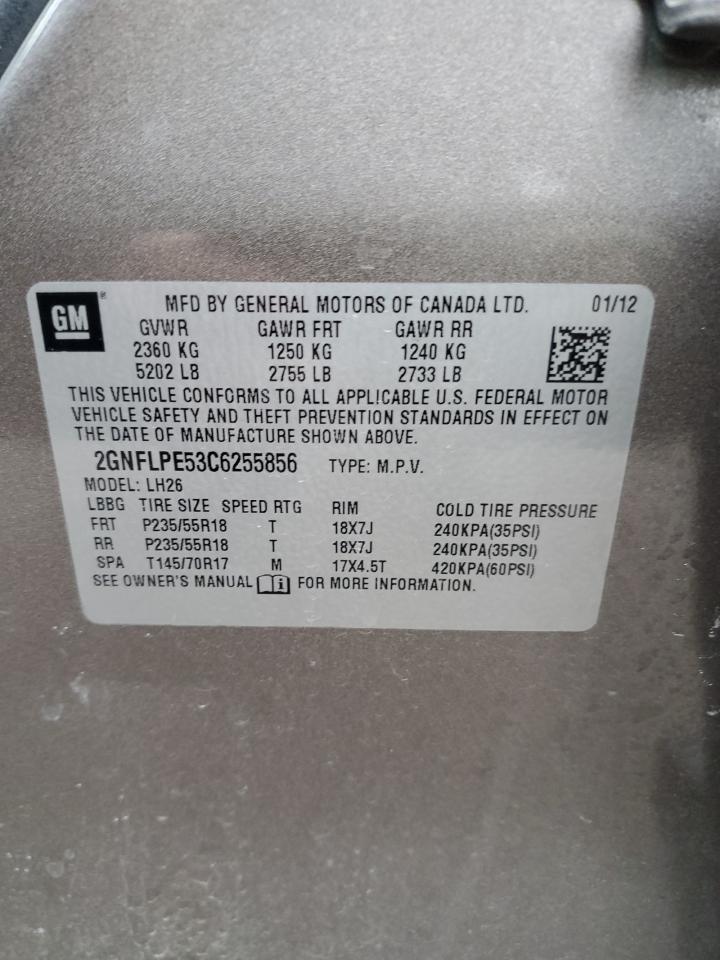 GM® MFD BY GENERAL MOTORS OF CANADA LTD. 01/12
GVWR GAWR FRT GAWR RR
2360 KG 1250 KG 1240 KG
5202 LB 2755 LB 2733 LB
THIS VEHICLE CONFORMS TO ALL APPLICABLE U.S. FEDERAL MOTOR
VEHICLE SAFETY AND THEFT PREVENTION STANDARDS IN EFFECT ON
THE DATE OF MANUFACTURE SHOWN ABOVE.
2GNFLPE53C6255856 TYPE: M.P.V.
MODEL: LH26
LBBG TIRE SIZE SPEED RTG RIM COLD TIRE PRESSURE
FRT P235/55R18 T 18X7J 240KPA(35PSI)
RR P235/55R18 T 18X7J 240KPA(35PSI)
SPA T145/70R17 M 17X4.5T 420KPA(60PSI)
SEE OWNER'S MANUAL i FOR MORE INFORMATION.